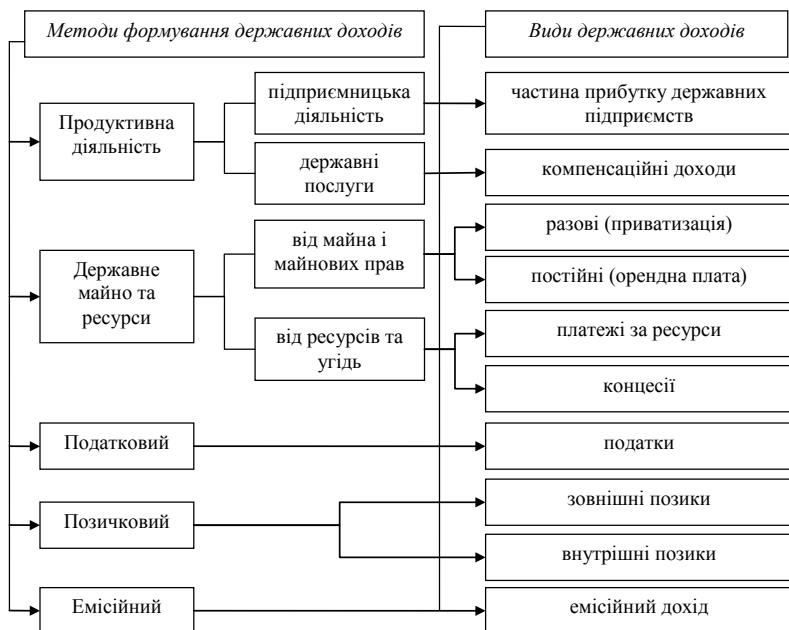 Методи формування державних доходів
Види державних доходів
Продуктивна
діяльність
підприємницька
діяльність
частина прибутку державних
підприємств
державні
послуги
компенсаційні доходи
Державне
майно та
ресурси
від майна і
майнових прав
разові (приватизація)
постійні (орендна плата)
від ресурсів та
угідь
платежі за ресурси
концесії
Податковий
податки
Позичковий
зовнішні позики
внутрішні позики
Емісійний
емісійний дохід